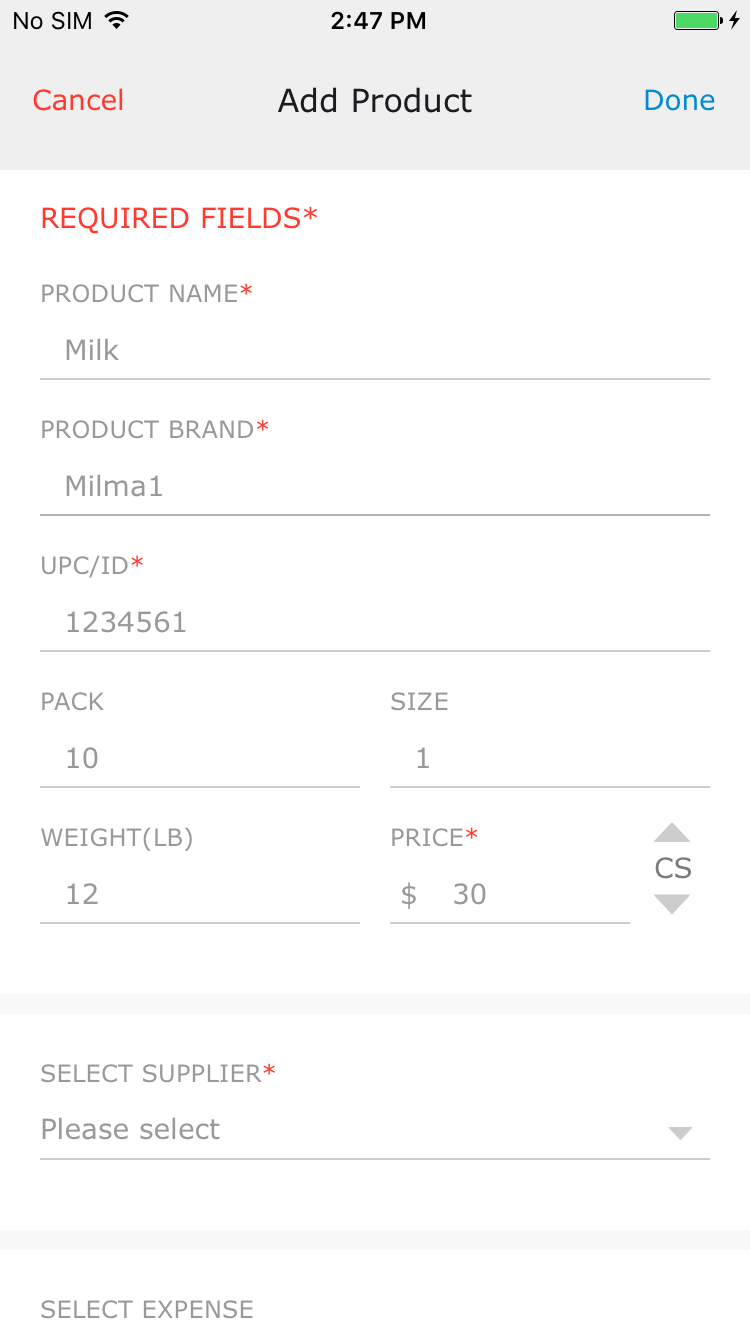 No SIM 2:47 PM
Cancel Add Product Done
REQUIRED FIELDS*
PRODUCT NAME*
Milk
PRODUCT BRAND*
Milma1
UPC/ID*
1234561
PACK SIZE
10 1
WEIGHT(LB) PRICE*
12 $ 30 CS
SELECT SUPPLIER*
Please select
SELECT EXPENSE